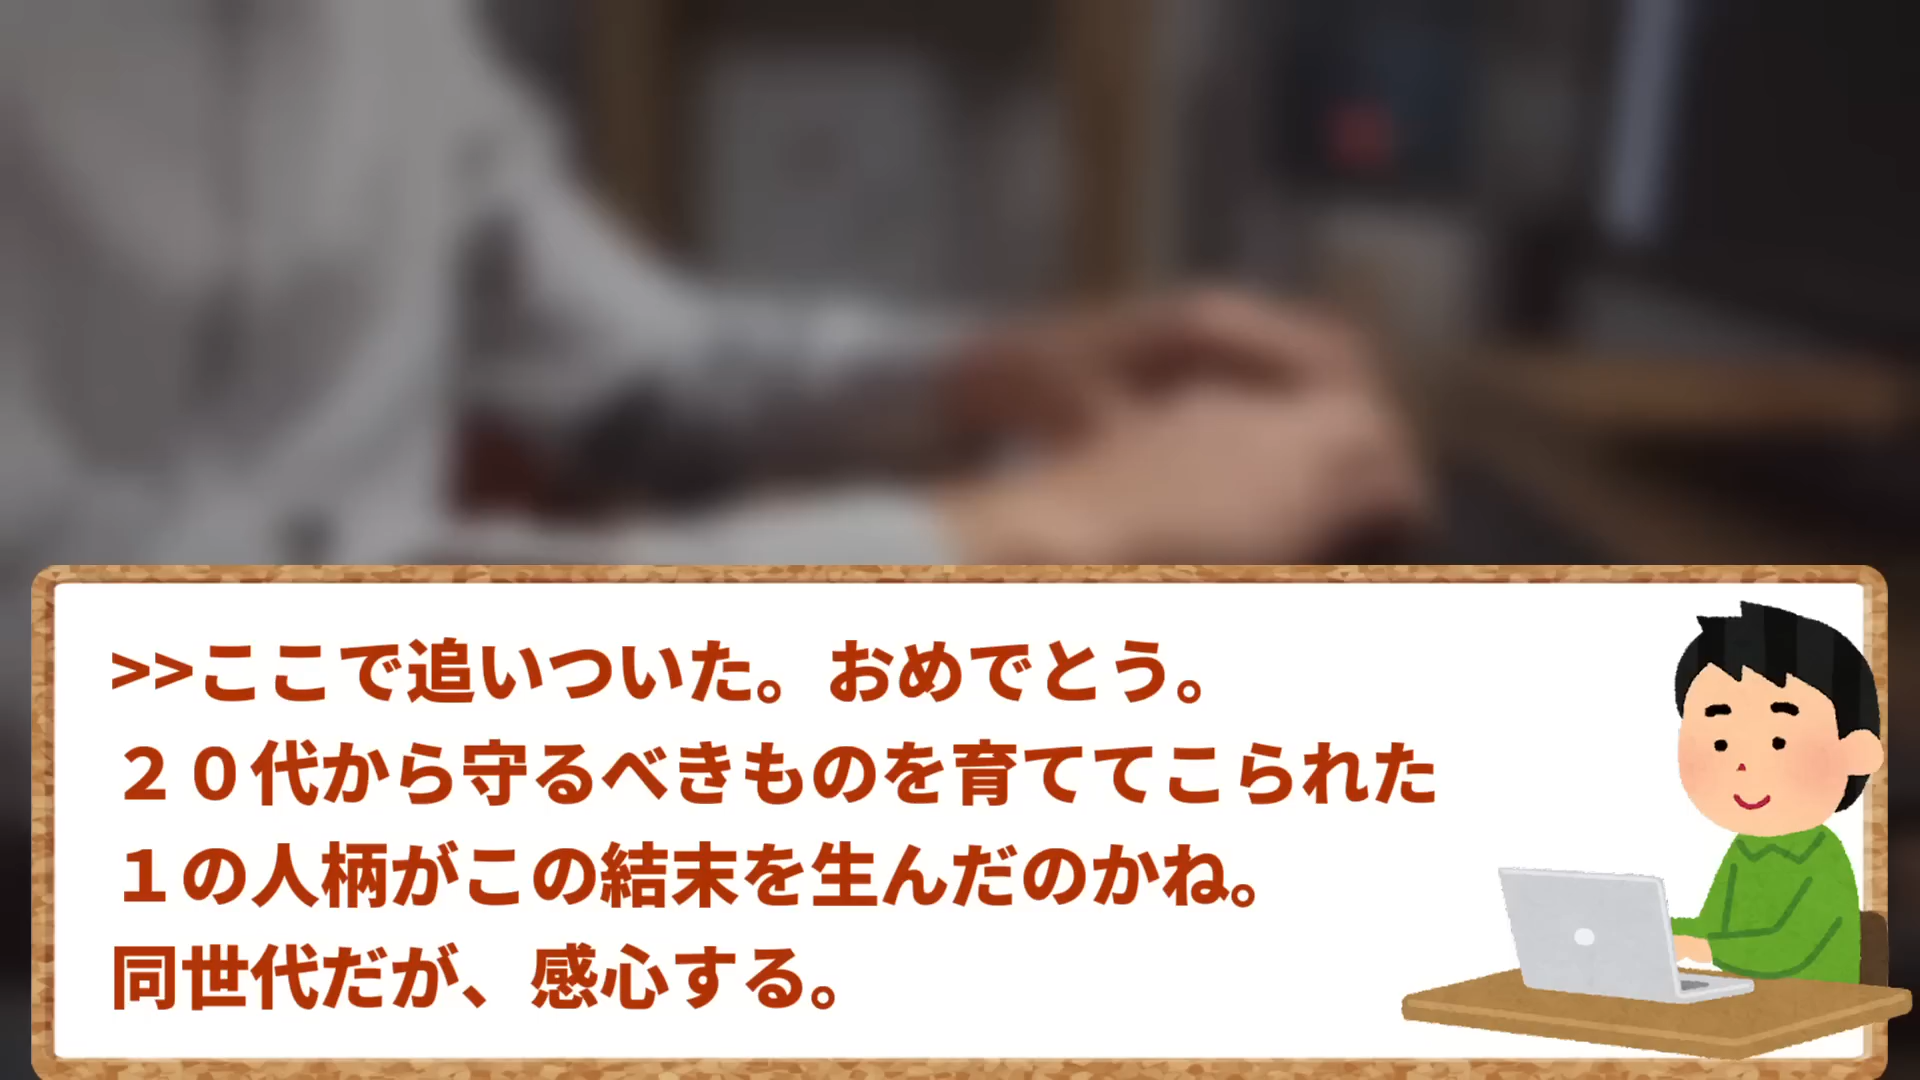 >>ここで追いついた。おめでとう。
２０代から守るべきものを育ててこられた
１の人柄がこの結末を生んだのかね。
同世代だが、感心する。